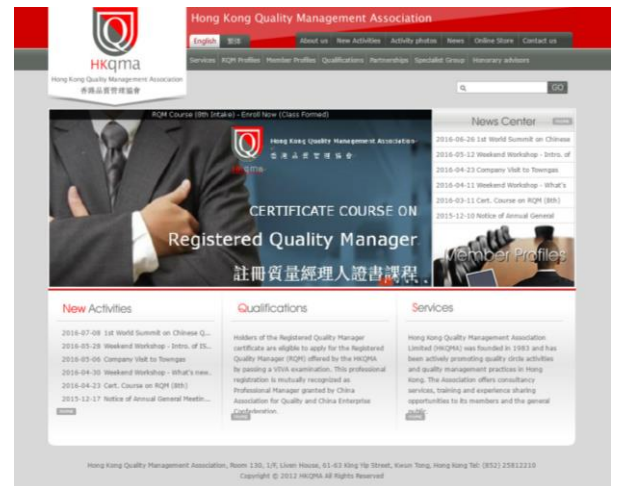 Hong Kong Quality Management Association
English 繁体 About us New Activities Activity photos News Online Store Contact us
Services RQM Profiles Member Profiles Qualifications Partnerships Specialist Group Honorary advisors
HKqma
Hong Kong Quality Management Association
香港品質管理協會
GO
RQM Course (8th Intake) - Enroll Now (Class Formed)
Hong Kong Quality Management Association
香港品質管理協會
HKqma
CERTIFICATE COURSE ON
Registered Quality Manager
註冊質量經理人證書課程
News Center
2016-06-26 1st World Summit on Chinese
2016-05-12 Weekend Workshop - Intro. of
2016-04-23 Company Visit to Towngas
2016-04-11 Weekend Workshop - What's
2016-03-11 Cert. Course on RQM (8th)
2015-12-10 Notice of Annual General
Member Profiles
New Activities
2016-07-08 1st World Summit on Chinese Q...
2016-05-28 Weekend Workshop - Intro. of IS...
2016-05-06 Company Visit to Towngas
2016-04-30 Weekend Workshop - What's new..
2016-04-23 Cert. Course on RQM (8th)
2015-12-17 Notice of Annual General Meetin...
Qualifications
Holders of the Registered Quality Manager
certificate are eligible to apply for the Registered
Quality Manager (RQM) offered by the HKQMA
by passing a VIVA examination. This professional
registration is mutually recognized as
Professional Manager granted by China
Association for Quality and China Enterprise
Confederation.
Services
Hong Kong Quality Management Association
Limited (HKQMA) was founded in 1983 and has
been actively promoting quality circle activities
and quality management practices in Hong
Kong. The Association offers consultancy
services, training and experience sharing
opportunities to its members and the general
public.
Hong Kong Quality Management Association, Room 130, 1/F, Liven House, 61-63 King Yip Street, Kwun Tong, Hong Kong Tel: (852) 25812210
Copyright © 2012 HKQMA All Rights Reserved